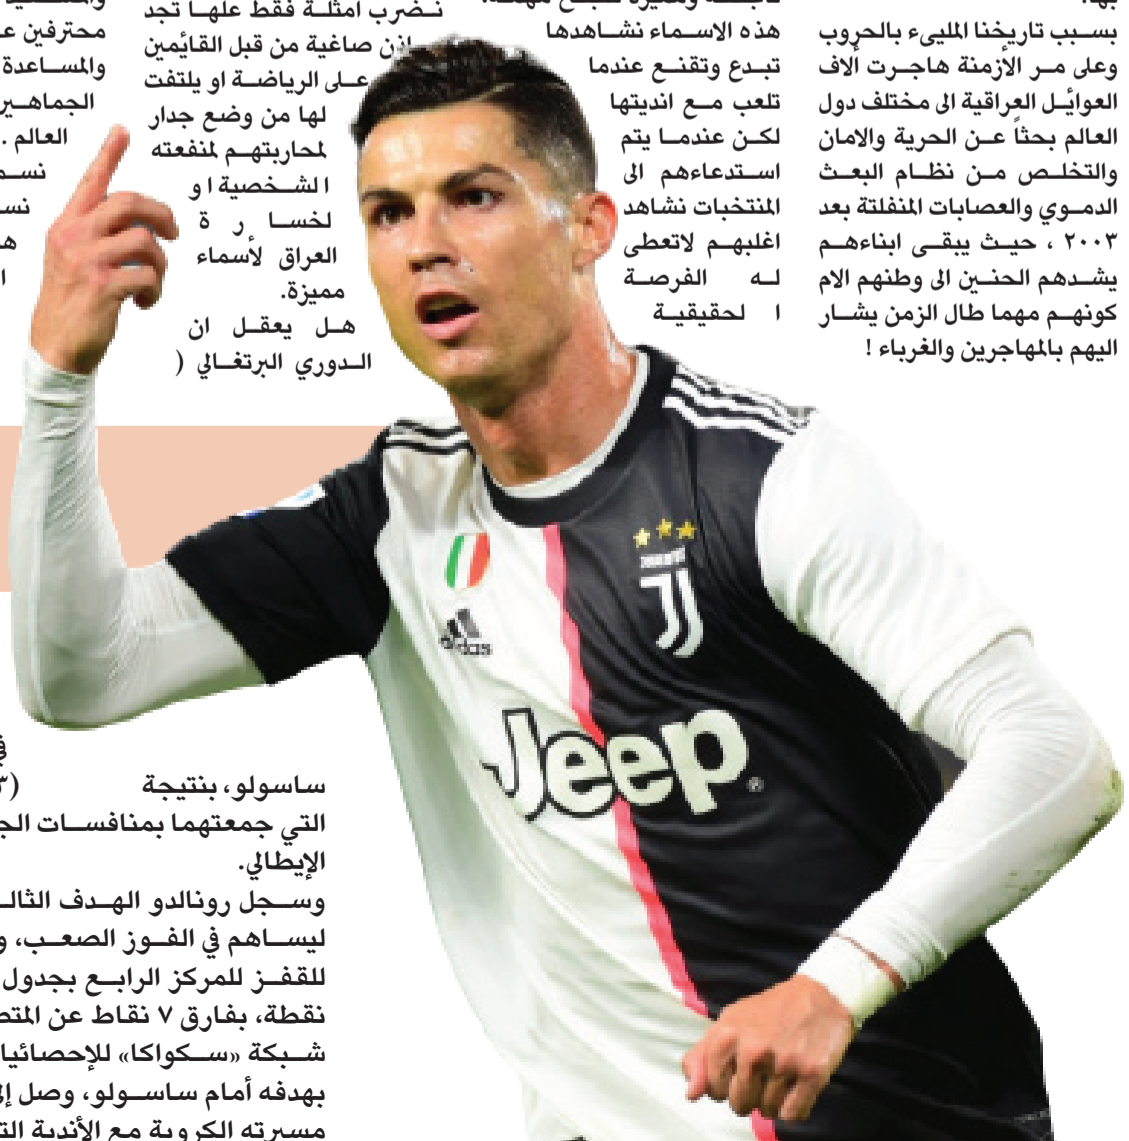 بسبب تاريخنا المليء بالحروب
وعلى مر الأزمنة هاجرت آلاف
العوائل العراقية الى مختلف دول
العالم بحثاً عن الحرية والامان
والتخلص من نظام البعث
الدموي والعصابات المنفلتة بعد
٢٠٠٣ ، حيث يبقى ابناءهم
يشدهم الحنين الى وطنهم الام
كونهم مهما طال الزمن يشار
اليهم بالمهاجرين والغرباء !
هذه الاسماء نشاهدها
تبدع وتقنع عندما
تلعب مع انديتها
لكن عندما يتم
استدعاءهم الى
المنتخبات نشاهد
اغلبهم لاتعطى
له الفرصة
ا لحقيقية
نضرب امثلة فقط علها تجد
اذن صاغية من قبل القائمين
على الرياضة او يلتفت
لها من وضع جدار
لمحاربتهم لمنفعته
ا لشخصية ا و
لخسا ر ة
العراق لأسماء
مميزة.
هل يعقل ان
الدوري البرتغالي (
محترفين
والمساعدة
الجماهير
العالم .
ساسولو، بنتيجة (٣
التي جمعتهما بمنافسات
الإيطالي.
وسجل رونالدو الهدف
ليساهم في الفوز الصعب،
للقفز للمركز الرابع بجدول
نقطة، بفارق ٧ نقاط عن
شبكة «سكواكا»
بهدفه أمام ساسولو، وصل
مسيرته الكروية مع الأندية
JUVENTUS
adidas
Jeep